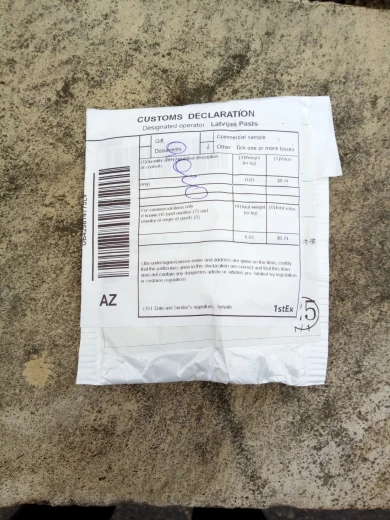 CUSTOMS DECLARATION
Designated operator Latvijas Pasts
Gift Commercial sample
Documents √ Other Tick one or more boxes
(1)Quantity and detailed description (2)Weight (3)Value
of contents (in kg)
ring 0.03 $0.74
For commercial items only (4)Total weight (5)Total value
If known HS tariff number (7) and (in kg)
country of origin of goods (8)
0.03 $0.74
I, the undersigned,whose name and address are given on the item, certify
that the particulars given in this declaration are correct and that this item
does not contain any dangerous article or articles prohibited by legislation
or customs regulations
Date and sender's signature 1stEx
AZ
5